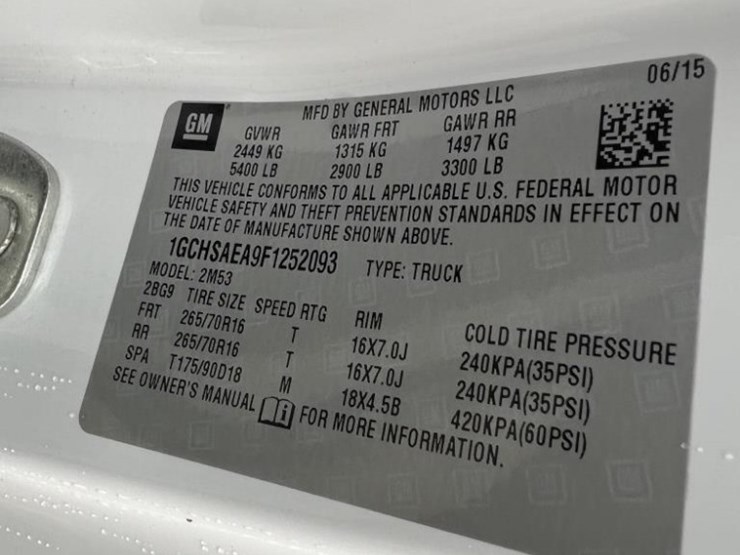 06/15
GM
MFD BY GENERAL MOTORS LLC
GVWR GAWR FRT GAWR RR
2449 KG 1315 KG 1497 KG
5400 LB 2900 LB 3300 LB
THIS VEHICLE CONFORMS TO ALL APPLICABLE U.S. FEDERAL MOTOR
VEHICLE SAFETY AND THEFT PREVENTION STANDARDS IN EFFECT ON
THE DATE OF MANUFACTURE SHOWN ABOVE.
1GCHSAEA9F1252093 TYPE: TRUCK
MODEL: 2M53
2BG9 TIRE SIZE SPEED RTG RIM COLD TIRE PRESSURE
FRT 265/70R16 T 16X7.0J 240KPA(35PSI)
RR 265/70R16 T 16X7.0J 240KPA(35PSI)
SPA T175/90D18 M 18X4.5B 420KPA(60PSI)
SEE OWNER'S MANUAL i FOR MORE INFORMATION.